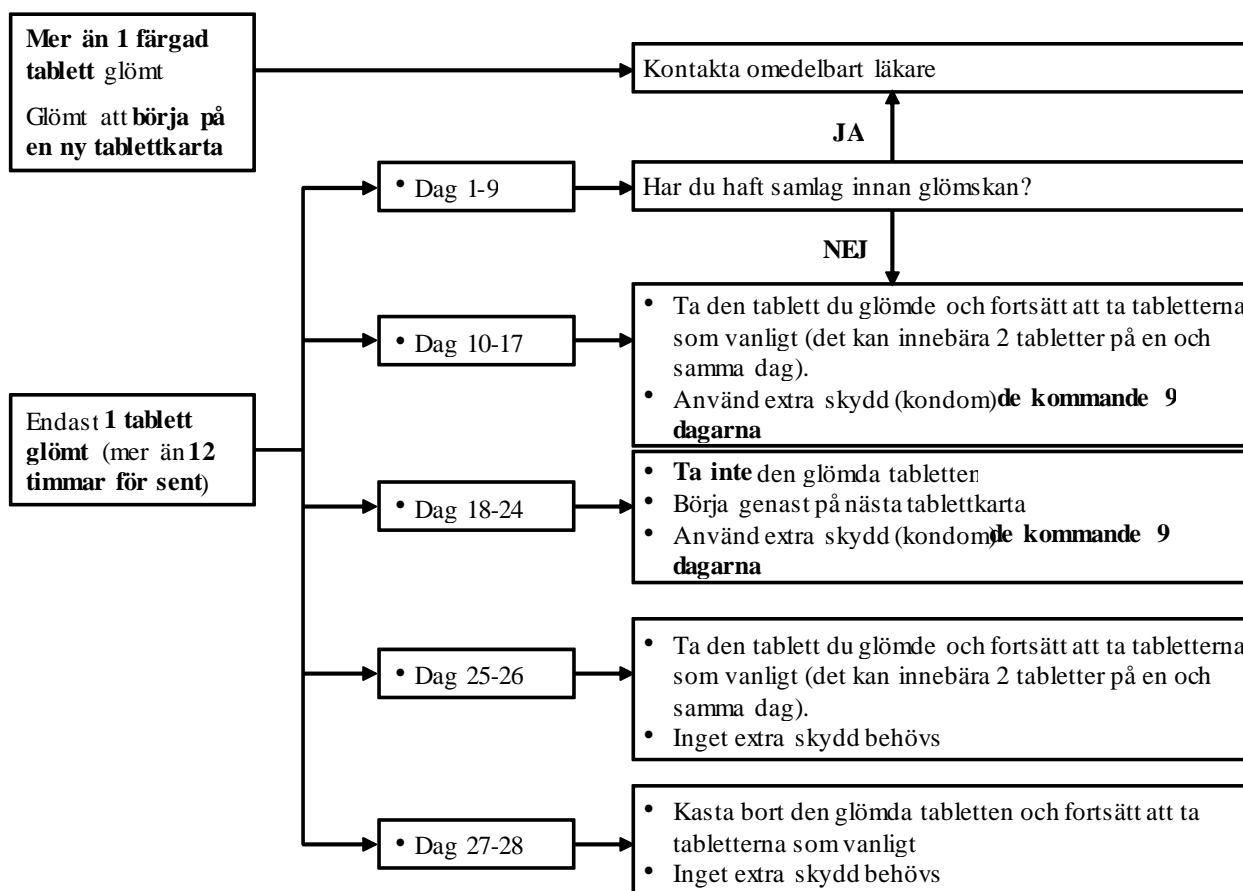 Mer än 1 färgad
tablett glömt
Glömt att börja på
en ny tablettkarta
Kontakta omedelbart läkare
JA
• Dag 1-9
Har du haft samlag innan glömskan?
NEJ
• Dag 10-17
• Ta den tablett du glömde och fortsätt att ta tabletterna
som vanligt (det kan innebära 2 tabletter på en och
samma dag).
• Använd extra skydd (kondom) de kommande 9
dagarna
Endast 1 tablett
glömt (mer än 12
timmar för sent)
• Dag 18-24
• Ta inte den glömda tabletten
• Börja genast på nästa tablettkarta
• Använd extra skydd (kondom) de kommande 9
dagarna
• Dag 25-26
• Ta den tablett du glömde och fortsätt att ta tabletterna
som vanligt (det kan innebära 2 tabletter på en och
samma dag).
• Inget extra skydd behövs
• Dag 27-28
• Kasta bort den glömda tabletten och fortsätt att ta
tabletterna som vanligt
• Inget extra skydd behövs